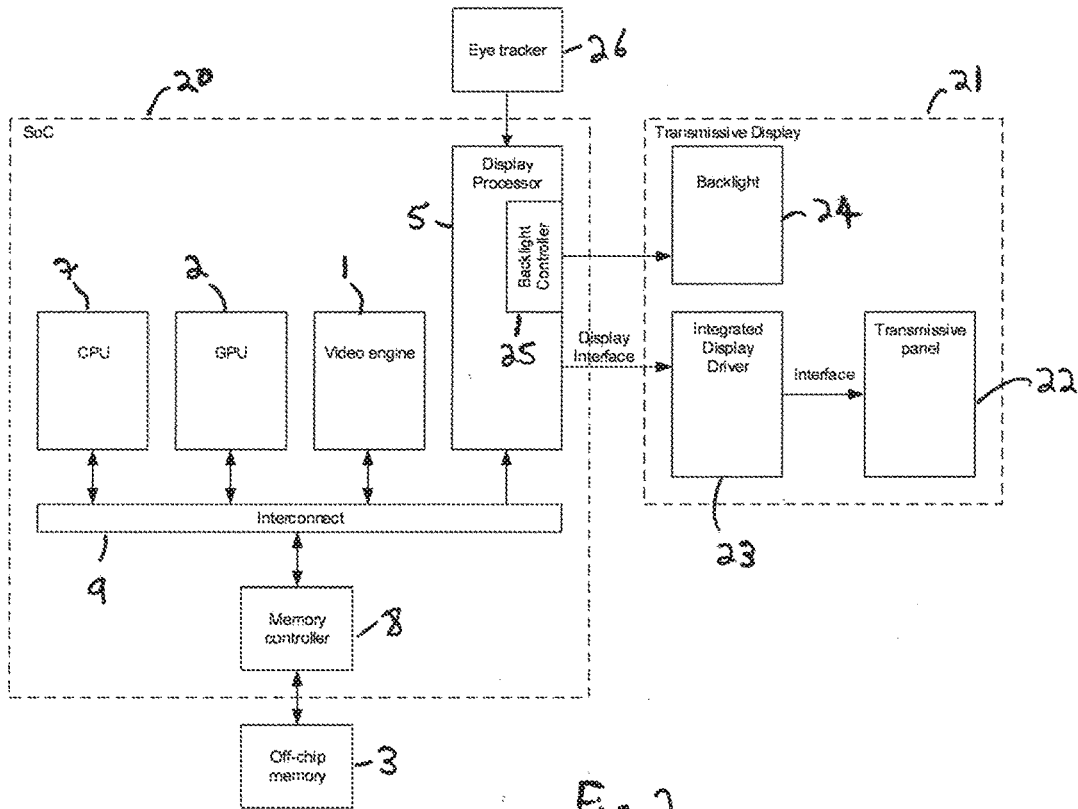 Eye tracker
26
20
21
SoC
Transmissive Display
Display
Processor
Backlight
5
24
Backlight
Controller
7
2
1
25
CPU
GPU
Video engine
Display
Interface
Integrated
Display
Driver
Interface
Transmissive
panel
22
Interconnect
23
9
Memory
controller
8
Off-chip
memory
3